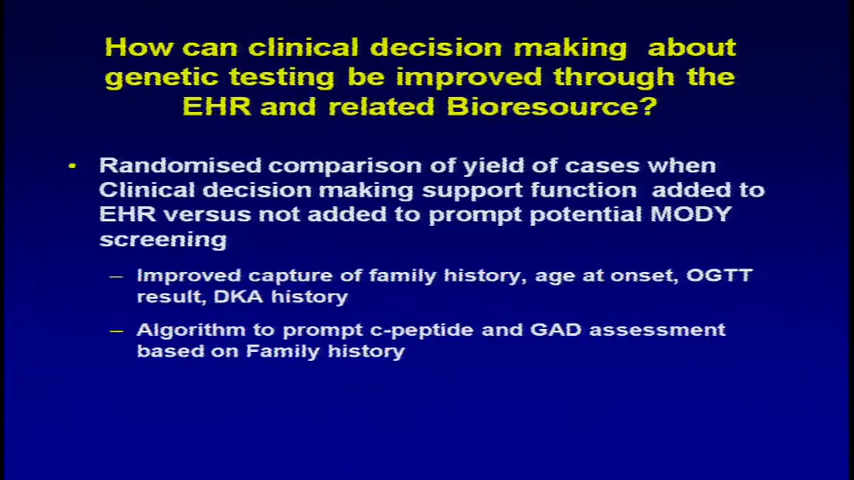 How can clinical decision making about
genetic testing be improved through the
EHR and related Bioresource?
• Randomised comparison of yield of cases when
Clinical decision making support function added to
EHR versus not added to prompt potential MODY
screening
– Improved capture of family history, age at onset, OGTT
result, DKA history
– Algorithm to prompt c-peptide and GAD assessment
based on Family history